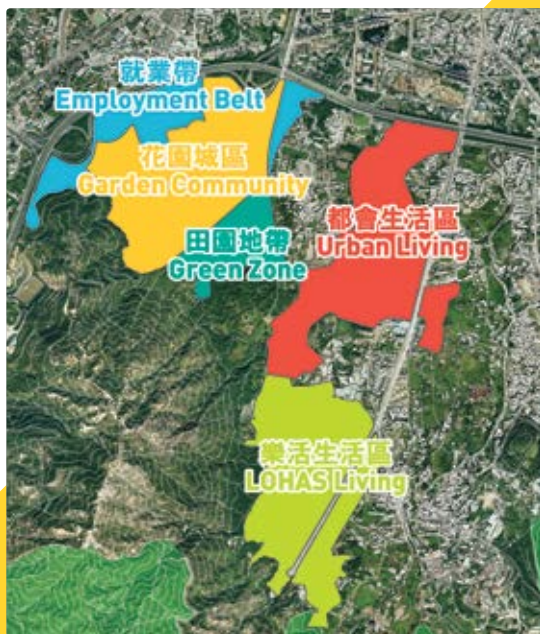 就業帶
Employment Belt
花園城區
Garden Community
田園地帶
Green Zone
都會生活區
Urban Living
樂活生活區
LOHAS Living